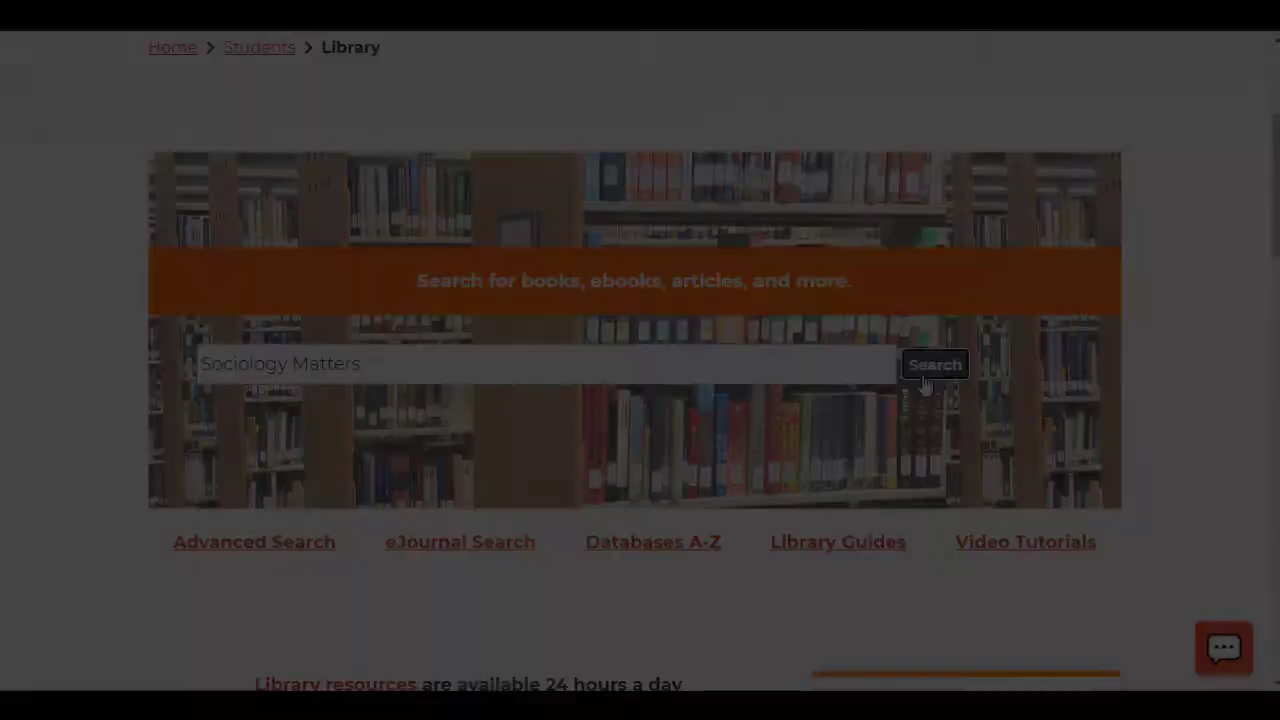 Home > Students > Library
Search for books, ebooks, articles, and more.
Sociology Matters
Search
Advanced Search
eJournal Search
Databases A-Z
Library Guides
Video Tutorials
Library resources are available 24 hours a day